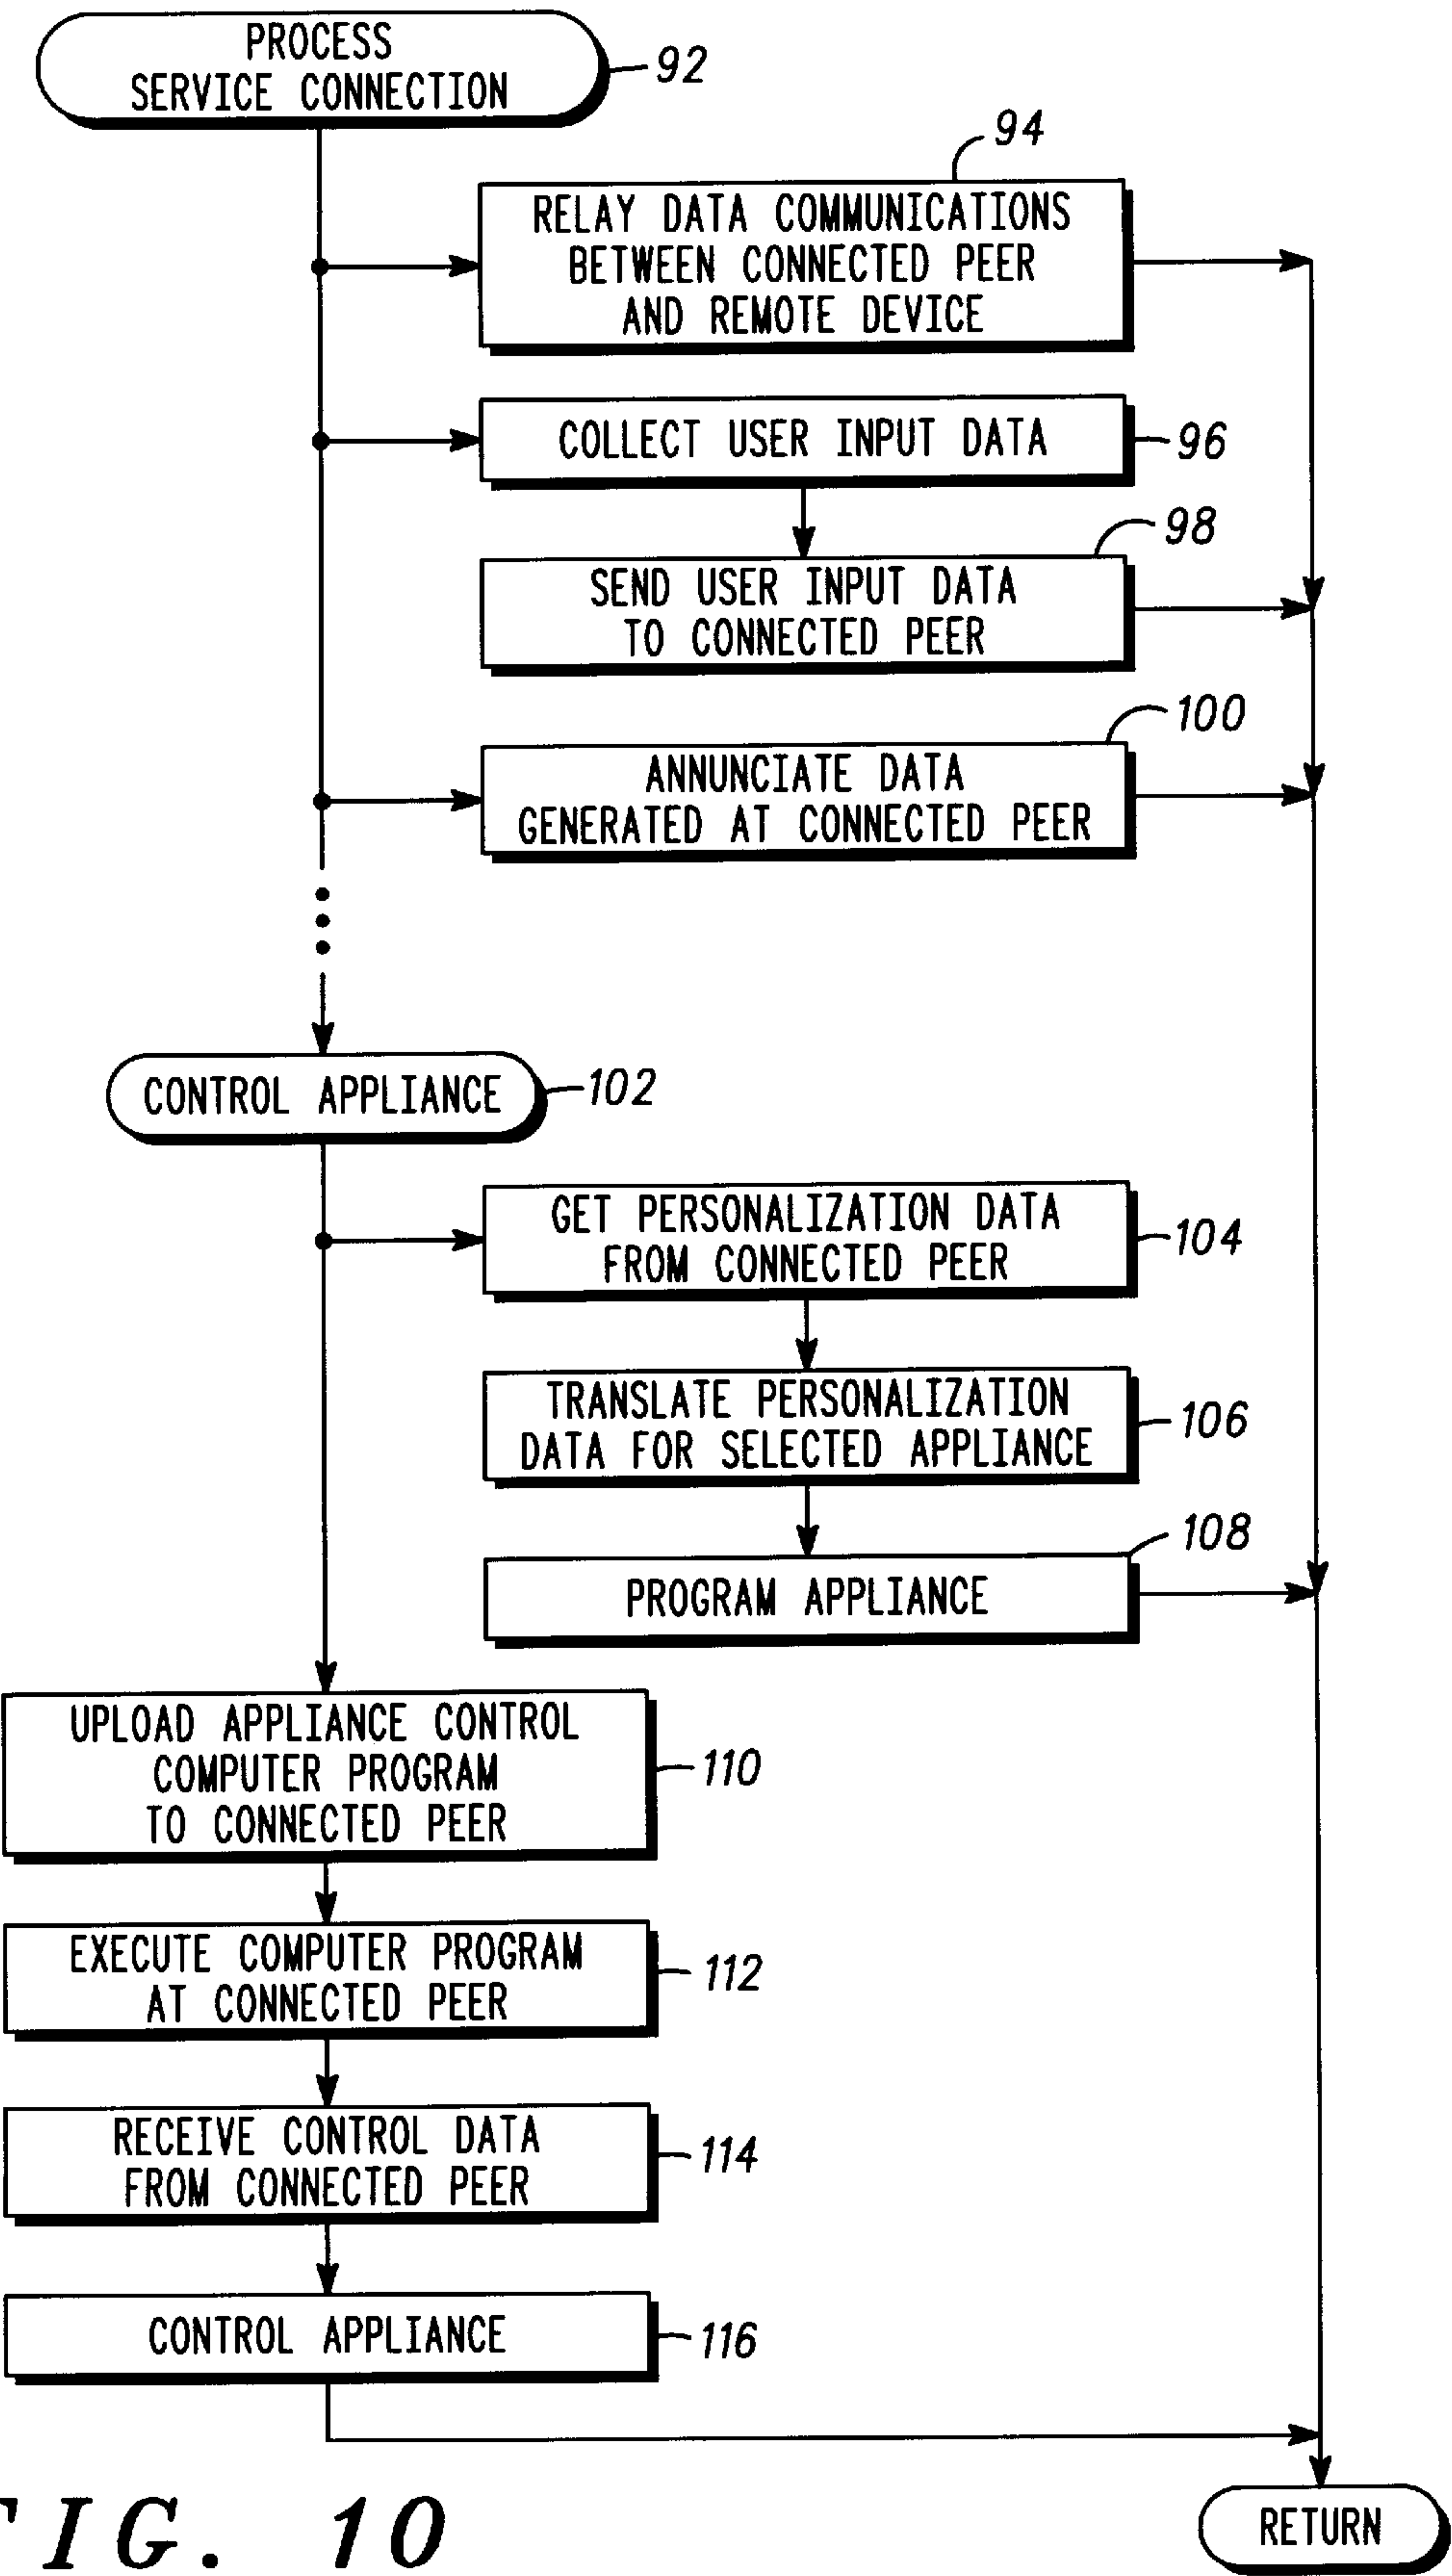 PROCESS
SERVICE CONNECTION
92
94
RELAY DATA COMMUNICATIONS
BETWEEN CONNECTED PEER
AND REMOTE DEVICE
COLLECT USER INPUT DATA
96
98
SEND USER INPUT DATA
TO CONNECTED PEER
100
ANNUNCIATE DATA
GENERATED AT CONNECTED PEER
CONTROL APPLIANCE
102
GET PERSONALIZATION DATA
FROM CONNECTED PEER
104
TRANSLATE PERSONALIZATION
DATA FOR SELECTED APPLIANCE
106
108
PROGRAM APPLIANCE
UPLOAD APPLIANCE CONTROL
COMPUTER PROGRAM
TO CONNECTED PEER
110
EXECUTE COMPUTER PROGRAM
AT CONNECTED PEER
112
RECEIVE CONTROL DATA
FROM CONNECTED PEER
114
CONTROL APPLIANCE
116
RETURN
FIG. 10